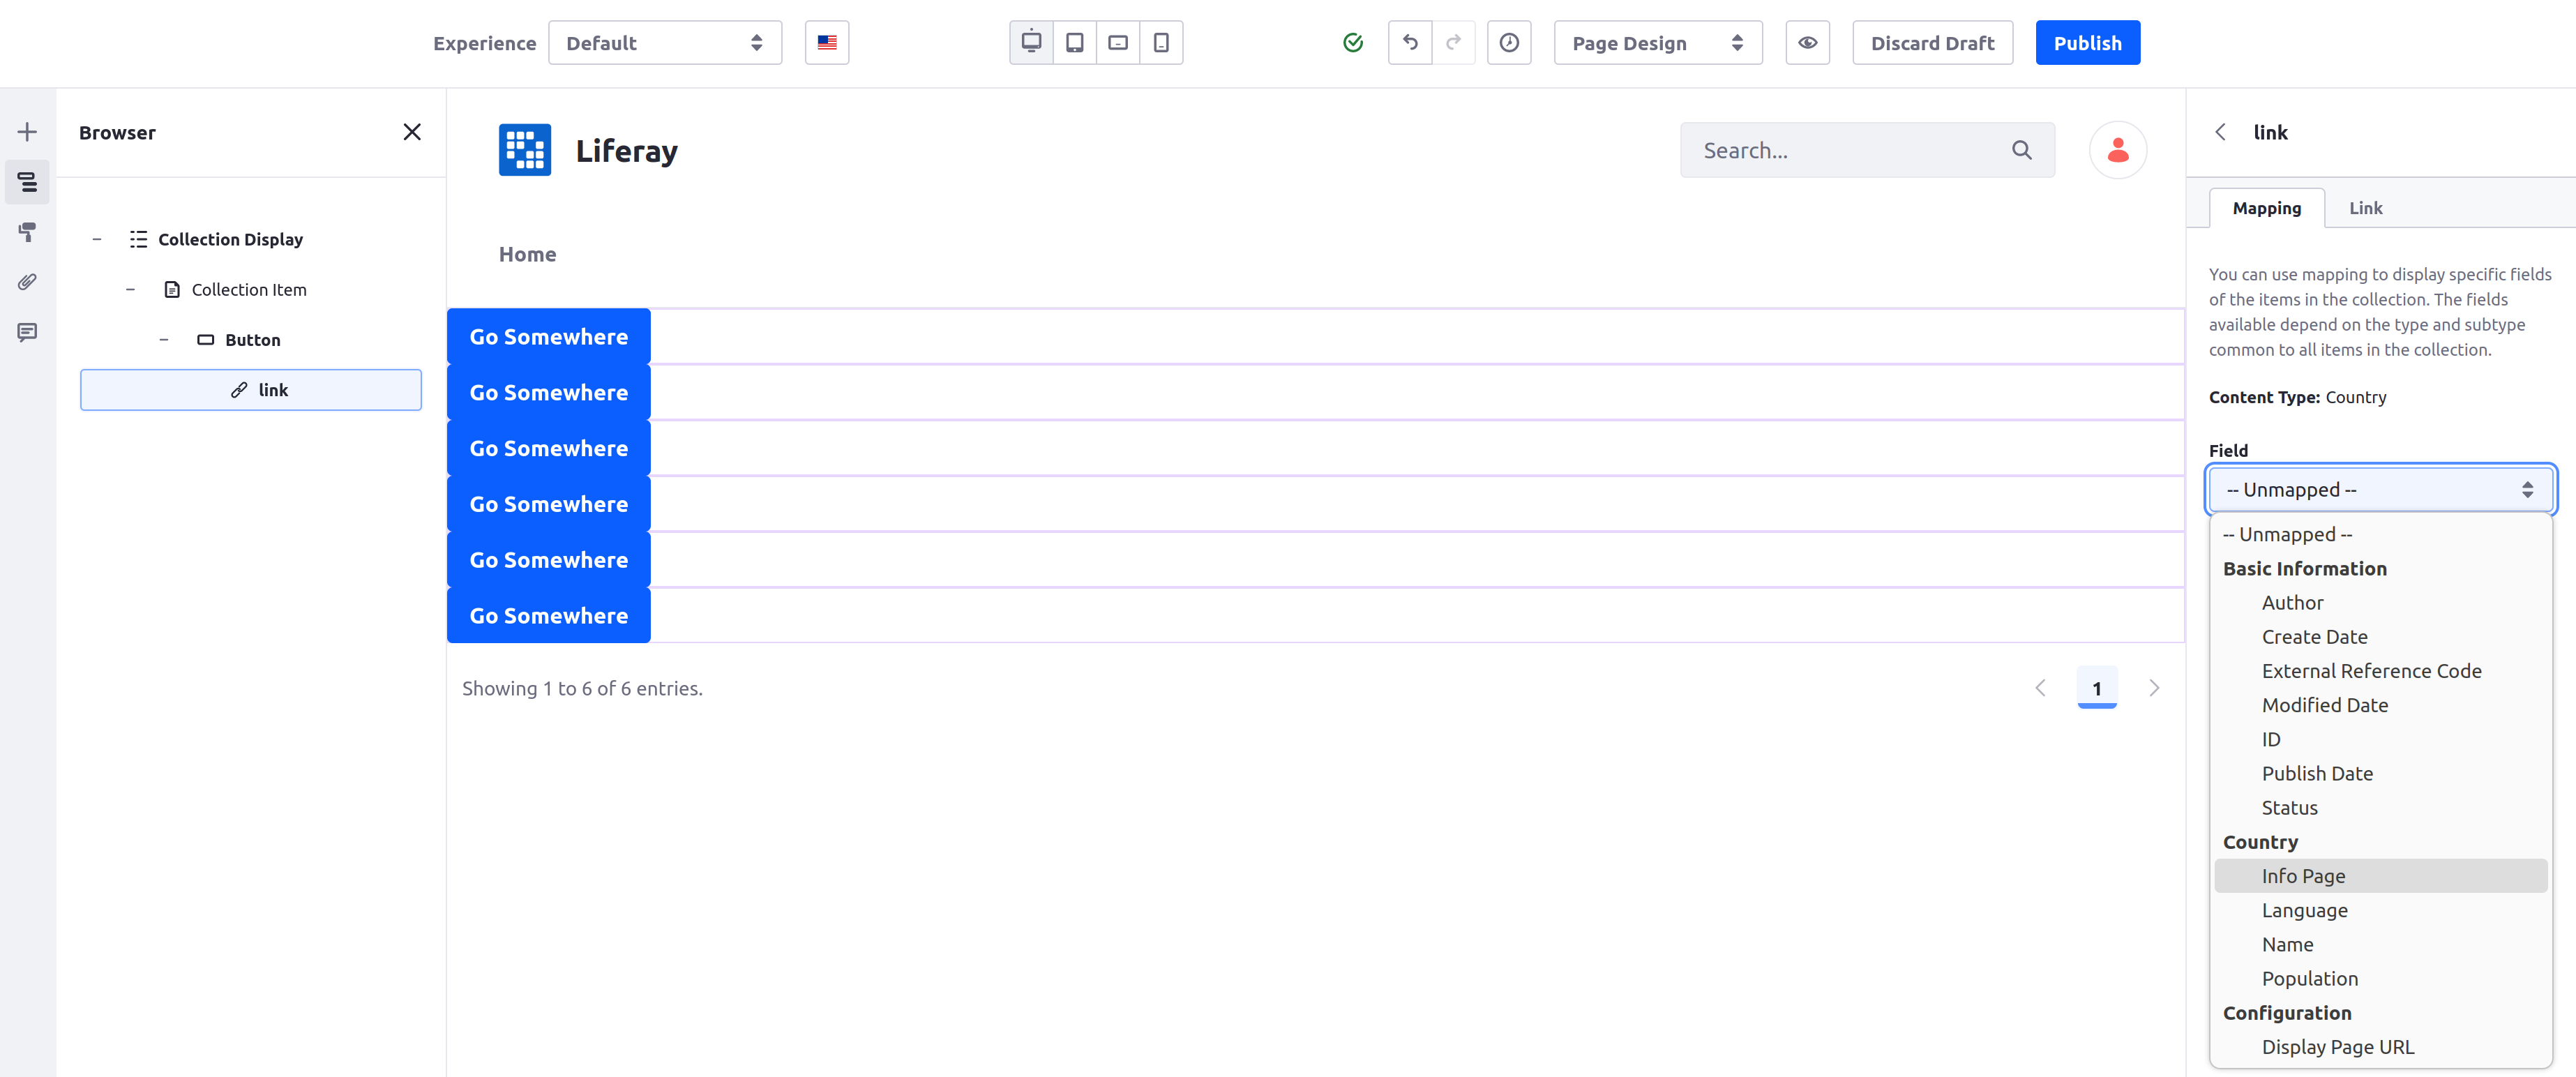 Experience
Default
Page Design
Discard Draft
Publish
Browser
Collection Display
Collection Item
Button
link
Liferay
Search...
Home
Go Somewhere
Go Somewhere
Go Somewhere
Go Somewhere
Go Somewhere
Go Somewhere
Showing 1 to 6 of 6 entries.
1
link
Mapping
Link
You can use mapping to display specific fields
of the items in the collection. The fields
available depend on the type and subtype
common to all items in the collection.
Content Type: Country
Field
-- Unmapped --
-- Unmapped --
Basic Information
Author
Create Date
External Reference Code
Modified Date
ID
Publish Date
Status
Country
Info Page
Language
Name
Population
Configuration
Display Page URL